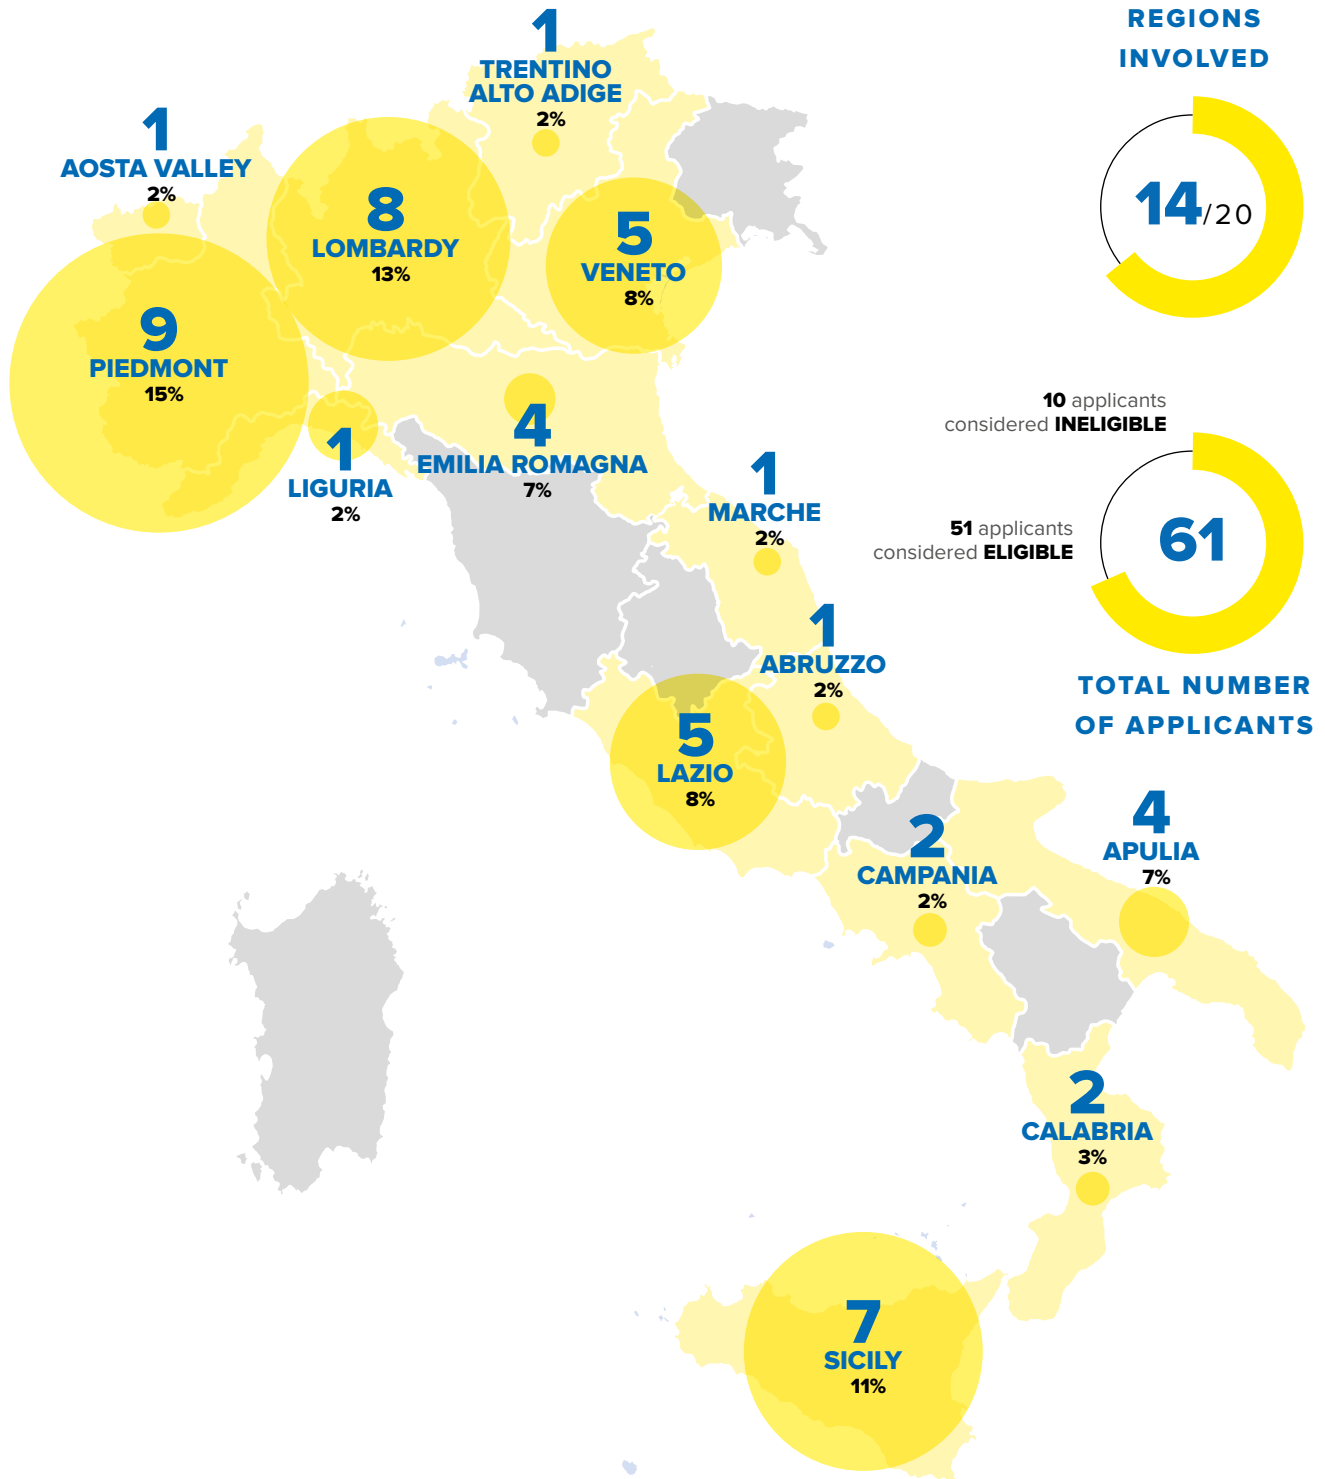 REGIONS
INVOLVED
14/20
10 applicants
considered INELIGIBLE
51 applicants
considered ELIGIBLE
61
TOTAL NUMBER
OF APPLICANTS
1
TRENTINO
ALTO ADIGE
2%
1
AOSTA VALLEY
2%
8
LOMBARDY
13%
5
VENETO
8%
9
PIEDMONT
15%
1
LIGURIA
2%
4
EMILIA ROMAGNA
7%
1
MARCHE
2%
1
ABRUZZO
2%
5
LAZIO
8%
2
CAMPANIA
2%
4
APULIA
7%
2
CALABRIA
3%
7
SICILY
11%